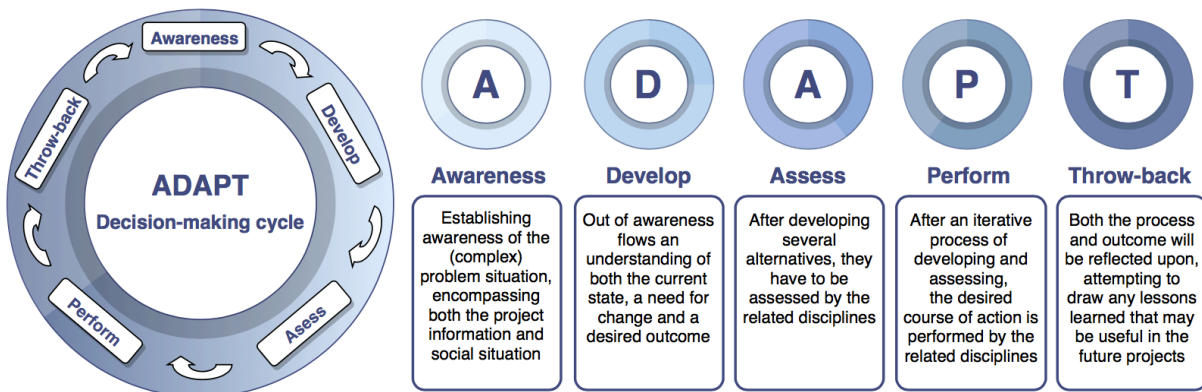 Awareness
Develop
Asess
Perform
Throw-back
ADAPT
Decision-making cycle
A
Awareness
Establishing
awareness of the
(complex)
problem situation,
encompassing
both the project
information and
social situation
D
Develop
Out of awareness
flows an
understanding of
both the current
state, a need for
change and a
desired outcome
A
Assess
After developing
several
alternatives, they
have to be
assessed by the
related disciplines
P
Perform
After an iterative
process of
developing and
assessing,
the desired
course of action is
performed by the
related disciplines
T
Throw-back
Both the process
and outcome will
be reflected upon,
attempting to
draw any lessons
learned that may
be useful in the
future projects